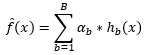 f̂(x) = ∑_{b=1}^{B} α_b * h_b(x)